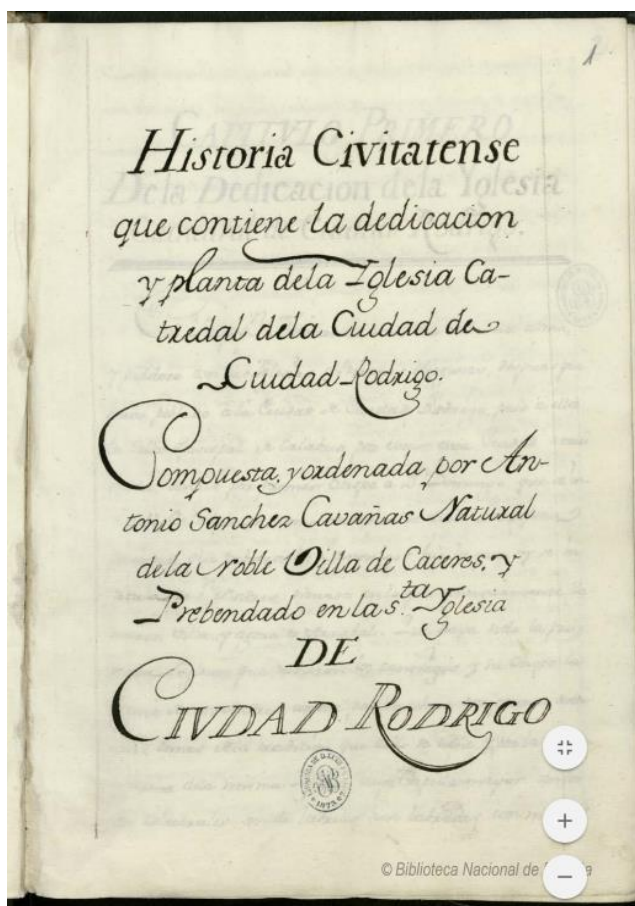 1
Historia Civitatense
que contiene la dedicacion
y planta dela Iglesia Ca-
tredal dela Ciudad de
Ciudad-Rodrigo.
Compuesta, y ordenada por An-
tonio Sanchez Cavañas Natural
dela Noble Villa de Caceres, y
Prebendado en la s.ta Yglesia
DE
CIVDAD RODRIGO
© Biblioteca Nacional de